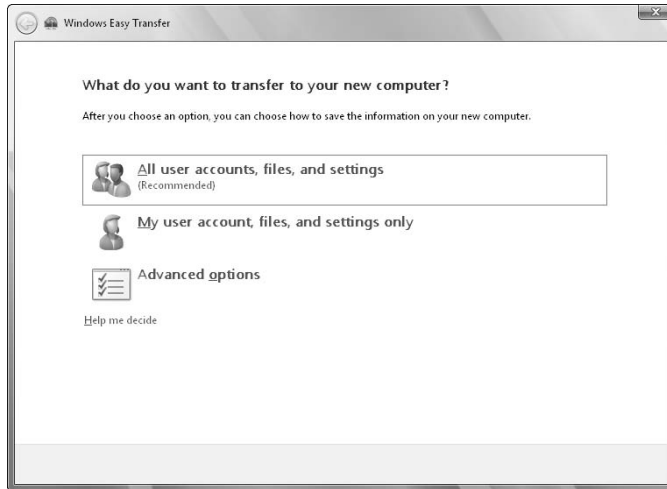 Windows Easy Transfer
What do you want to transfer to your new computer?
After you choose an option, you can choose how to save the information on your new computer.
All user accounts, files, and settings
(Recommended)
My user account, files, and settings only
Advanced options
Help me decide